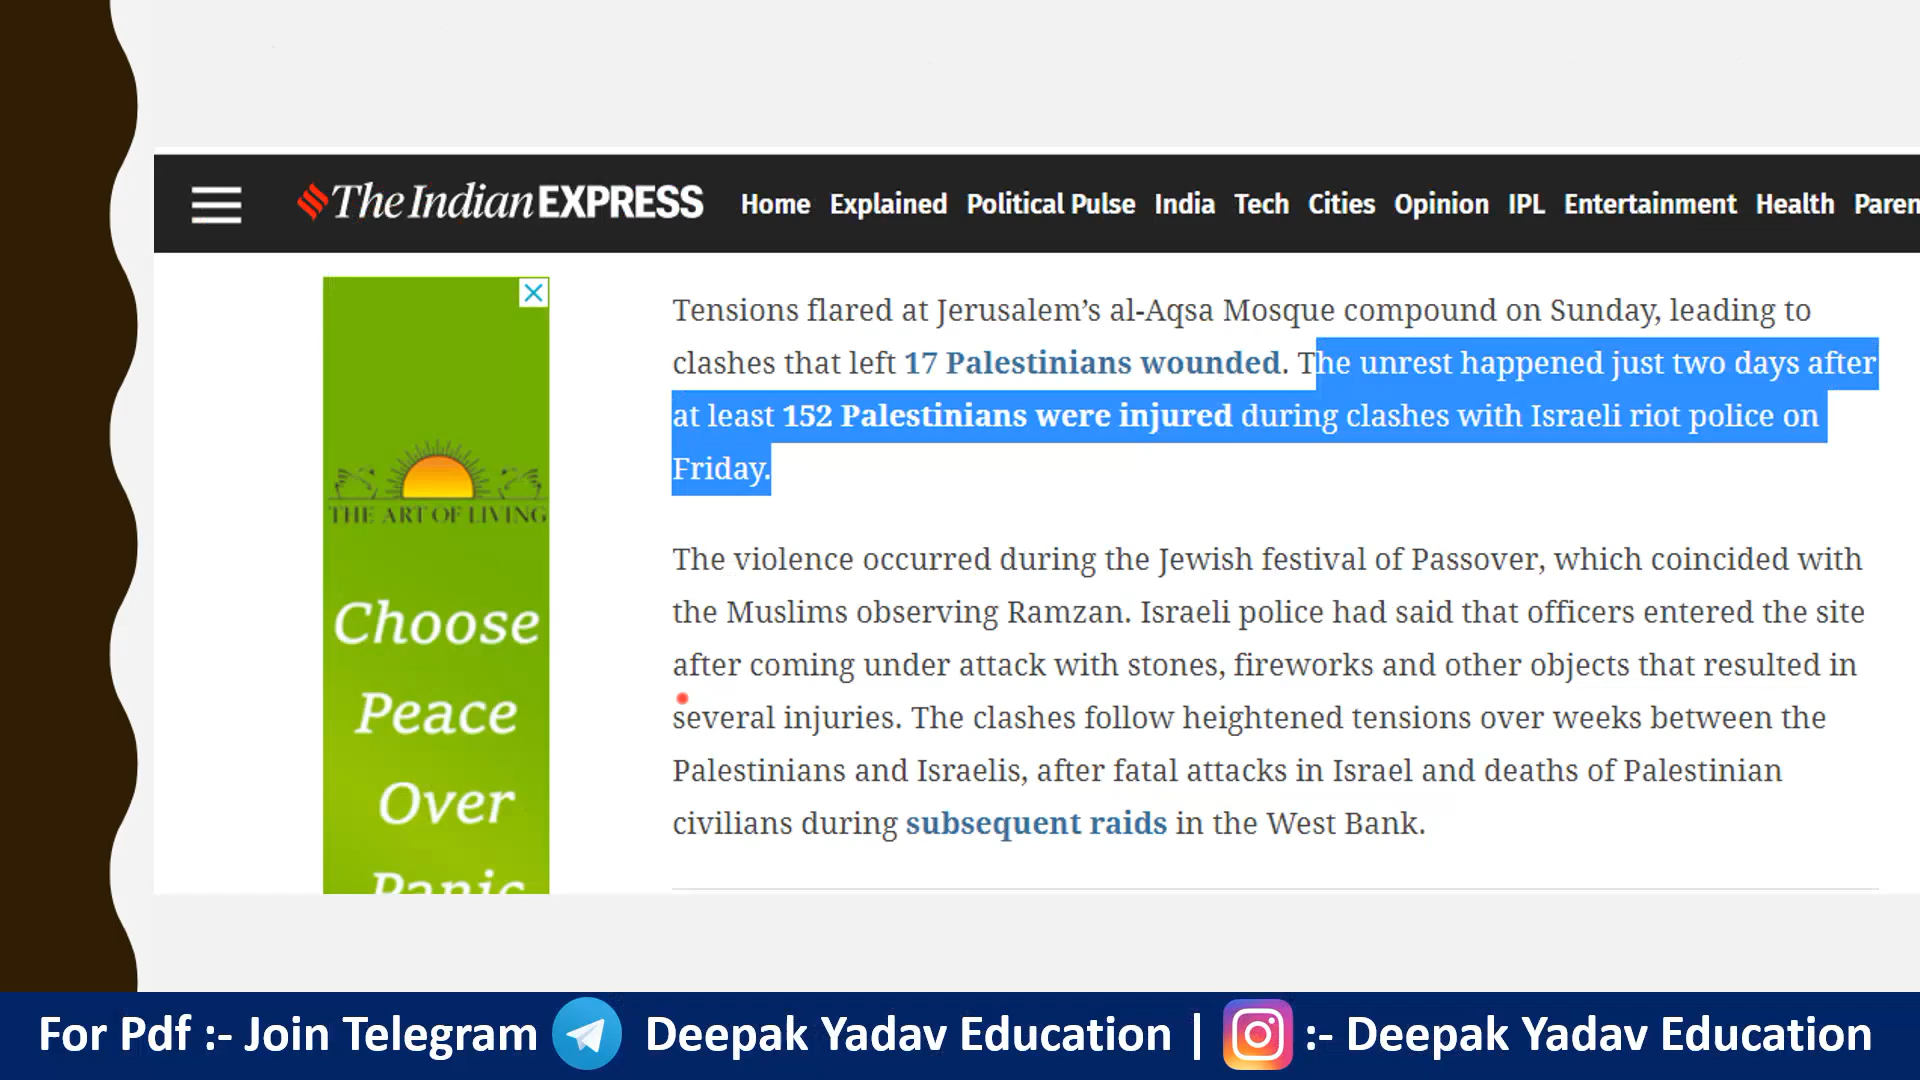 The Indian EXPRESS Home Explained Political Pulse India Tech Cities Opinion IPL Entertainment Health Paren
THE ART OF LIVING
Choose
Peace
Over
Panic
Tensions flared at Jerusalem’s al-Aqsa Mosque compound on Sunday, leading to
clashes that left 17 Palestinians wounded. The unrest happened just two days after
at least 152 Palestinians were injured during clashes with Israeli riot police on
Friday.
The violence occurred during the Jewish festival of Passover, which coincided with
the Muslims observing Ramzan. Israeli police had said that officers entered the site
after coming under attack with stones, fireworks and other objects that resulted in
several injuries. The clashes follow heightened tensions over weeks between the
Palestinians and Israelis, after fatal attacks in Israel and deaths of Palestinian
civilians during subsequent raids in the West Bank.
For Pdf :- Join Telegram Deepak Yadav Education | :- Deepak Yadav Education